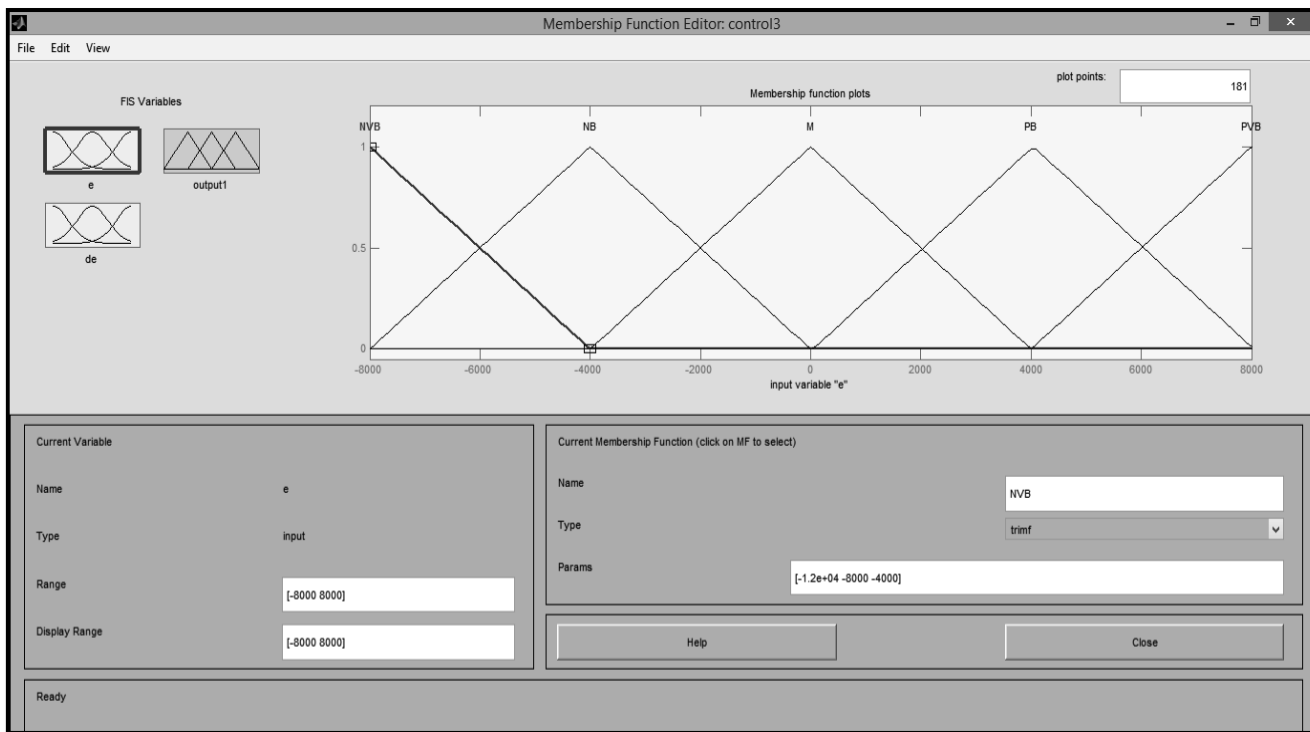 Membership Function Editor: control3
File Edit View
FIS Variables
e
output1
de
plot points:
181
Membership function plots
NVB NB M PB PVB
1
0.5
0
-8000 -6000 -4000 -2000 0 2000 4000 6000 8000
input variable "e"
Current Variable
Name e
Type input
Range [-8000 8000]
Display Range [-8000 8000]
Current Membership Function (click on MF to select)
Name NVB
Type trimf
Params [-1.2e+04 -8000 -4000]
Help Close
Ready